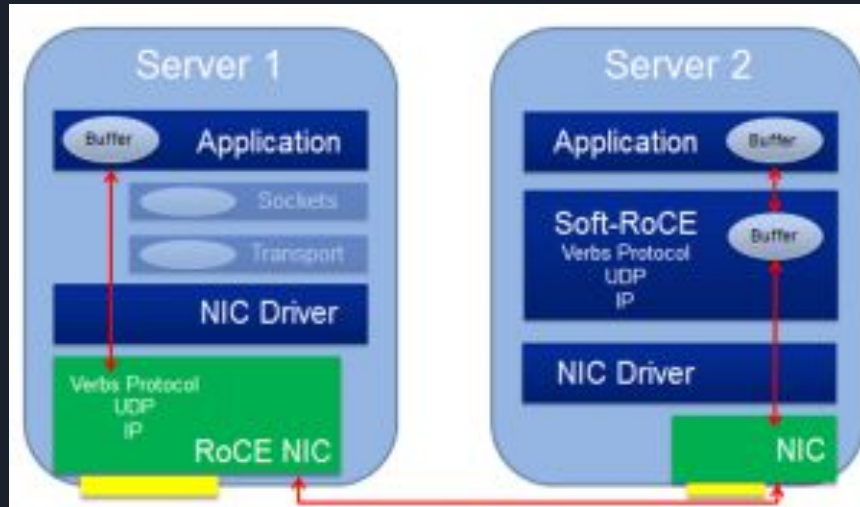 Server 1
Buffer
Application
Sockets
Transport
NIC Driver
Verbs Protocol
UDP
IP
RoCE NIC
Server 2
Application
Buffer
Soft-RoCE
Verbs Protocol
UDP
IP
Buffer
NIC Driver
NIC